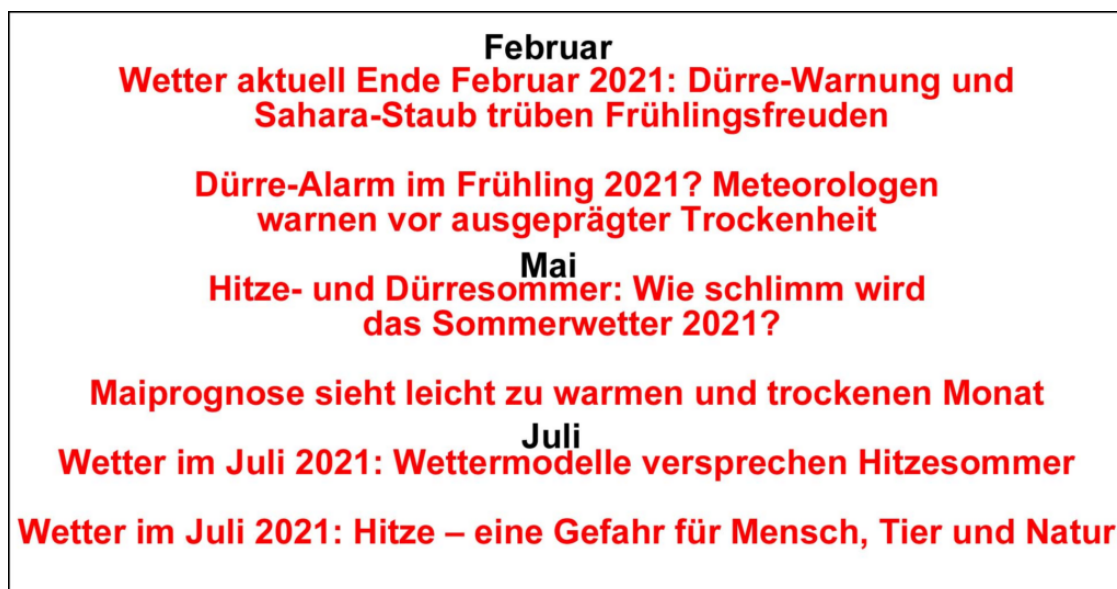 Februar
Wetter aktuell Ende Februar 2021: Dürre-Warnung und
Sahara-Staub trüben Frühlingsfreuden
Dürre-Alarm im Frühling 2021? Meteorologen
warnen vor ausgeprägter Trockenheit
Mai
Hitze- und Dürresommer: Wie schlimm wird
das Sommerwetter 2021?
Maiprognose sieht leicht zu warmen und trockenen Monat
Juli
Wetter im Juli 2021: Wettermodelle versprechen Hitzesommer
Wetter im Juli 2021: Hitze – eine Gefahr für Mensch, Tier und Natur